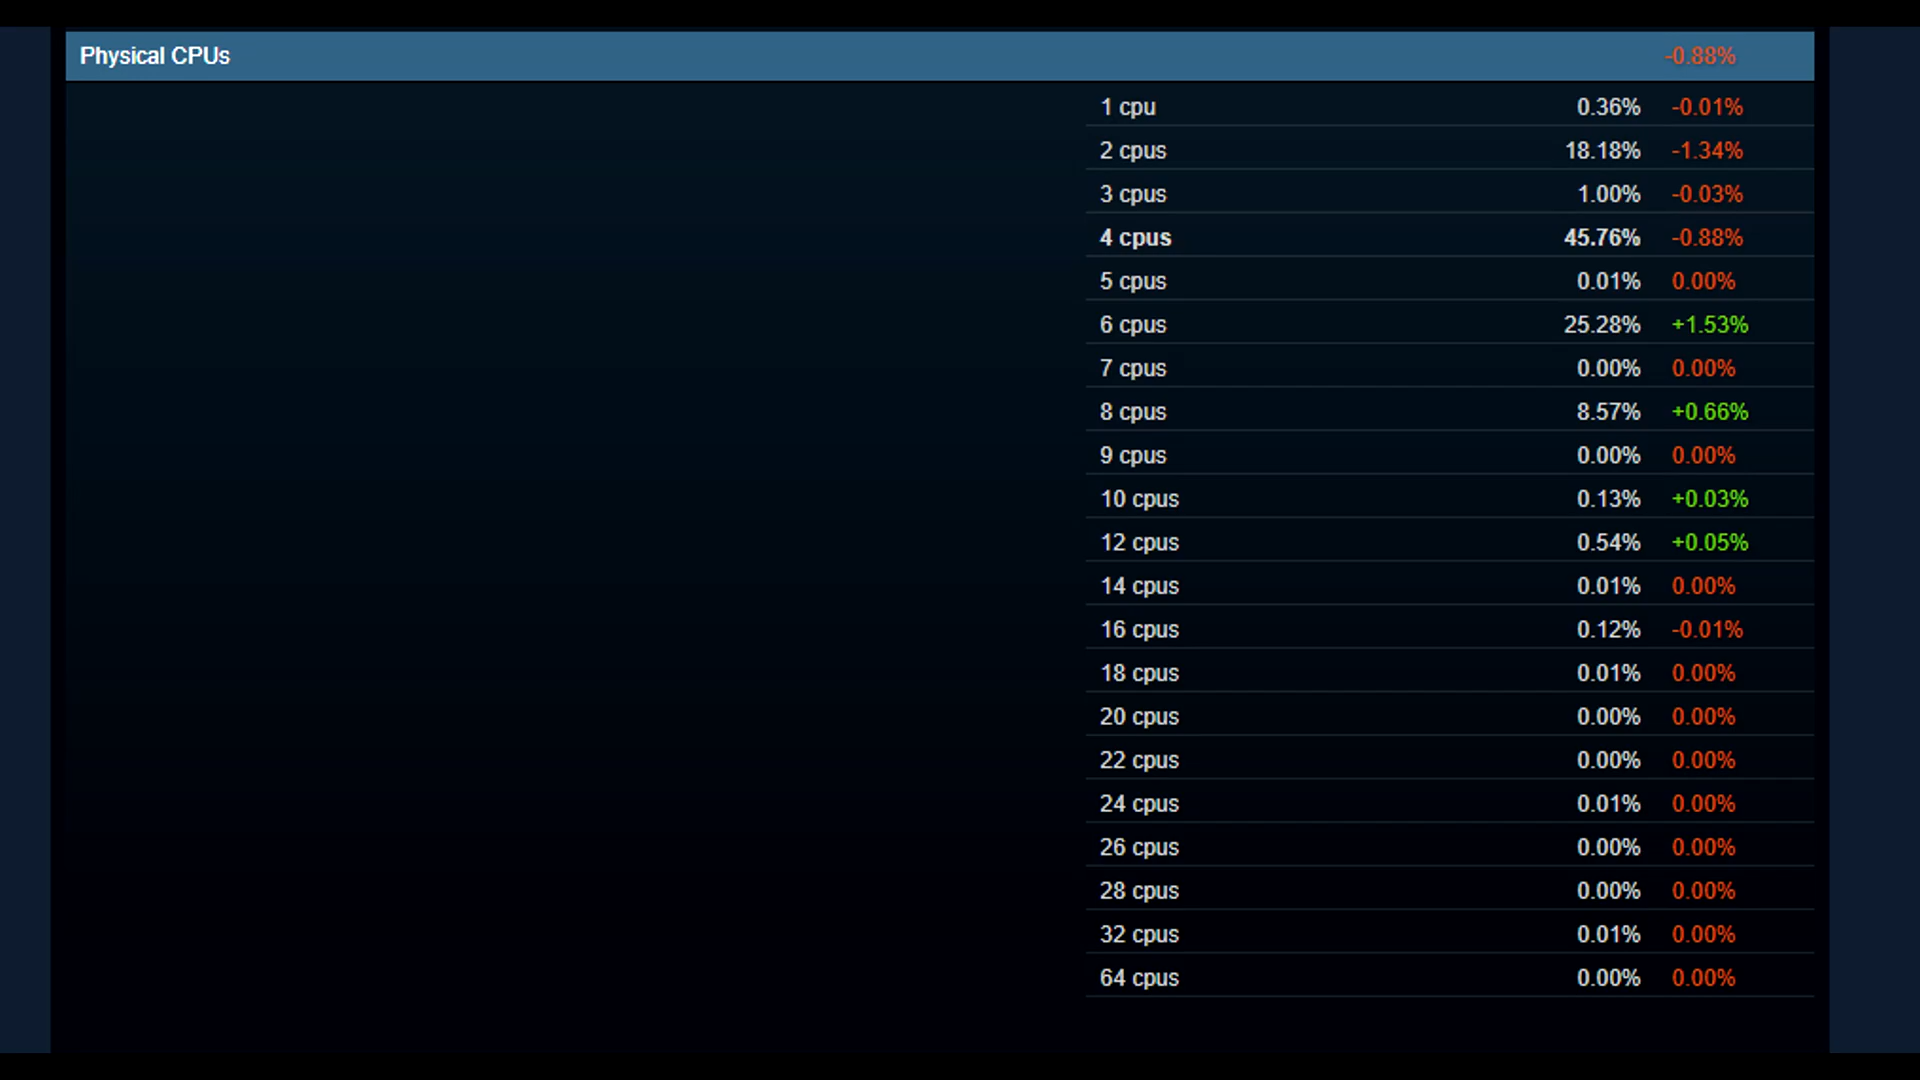 Physical CPUs -0.88%
1 cpu 0.36% -0.01%
2 cpus 18.18% -1.34%
3 cpus 1.00% -0.03%
4 cpus 45.76% -0.88%
5 cpus 0.01% 0.00%
6 cpus 25.28% +1.53%
7 cpus 0.00% 0.00%
8 cpus 8.57% +0.66%
9 cpus 0.00% 0.00%
10 cpus 0.13% +0.03%
12 cpus 0.54% +0.05%
14 cpus 0.01% 0.00%
16 cpus 0.12% -0.01%
18 cpus 0.01% 0.00%
20 cpus 0.00% 0.00%
22 cpus 0.00% 0.00%
24 cpus 0.01% 0.00%
26 cpus 0.00% 0.00%
28 cpus 0.00% 0.00%
32 cpus 0.01% 0.00%
64 cpus 0.00% 0.00%